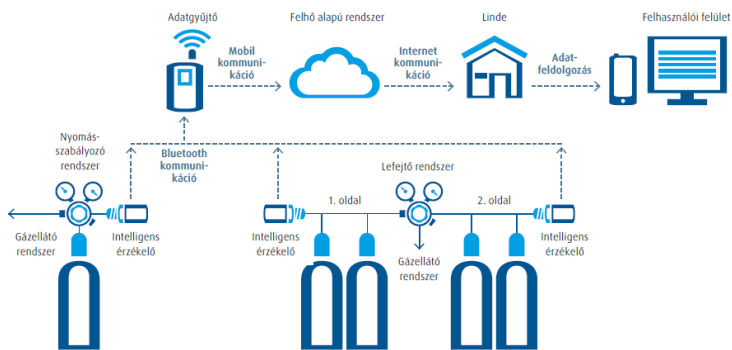 Adatgyűjtő
Felhő alapú rendszer
Linde
Felhasználói felület
Mobil
kommuni-
káció
Internet
kommuni-
káció
Adat-
feldolgozás
Nyomás-
szabályozó
rendszer
Bluetooth
kommuni-
káció
Lefejtő rendszer
1. oldal
2. oldal
Gázellátó
rendszer
Intelligens
érzékelő
Intelligens
érzékelő
Gázellátó
rendszer
Intelligens
érzékelő